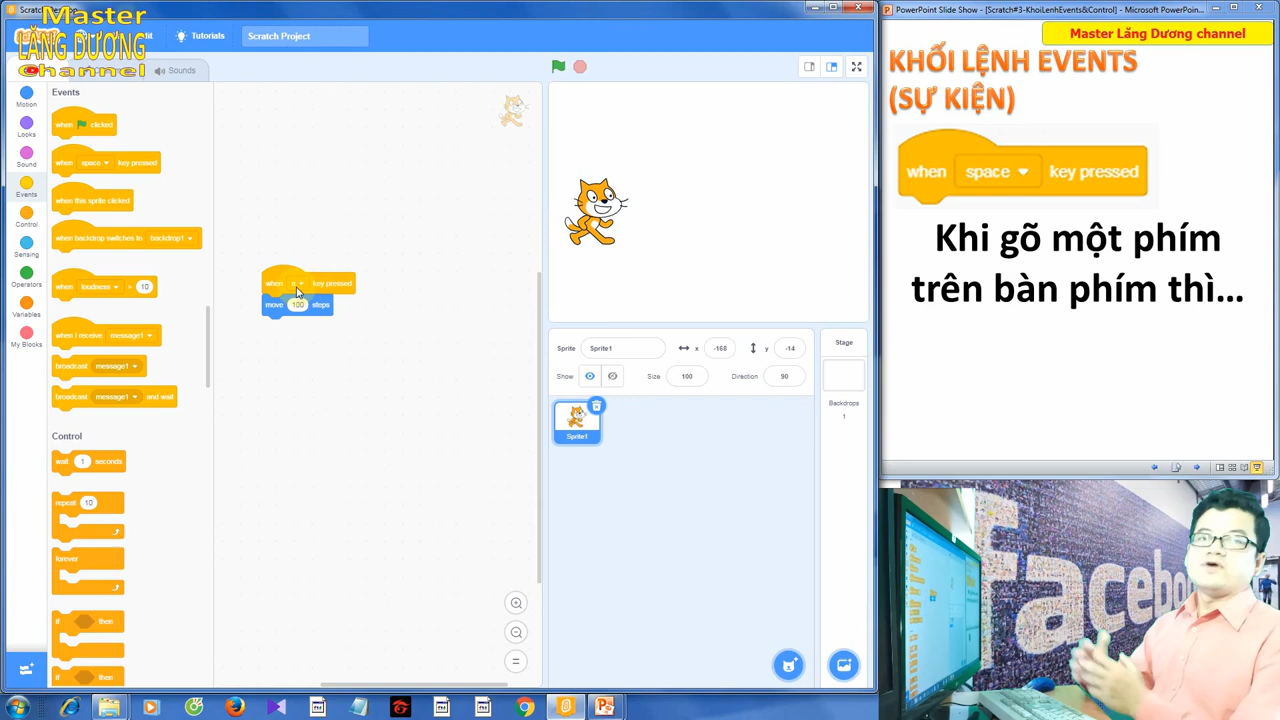 Master
LĂNG DƯƠNG
Channel
Tutorials
Scratch Project
Sounds
Motion
Looks
Sound
Events
Control
Sensing
Operators
Variables
My Blocks
Events
when clicked
when space key pressed
when this sprite clicked
when backdrop switches to backdrop1
when loudness > 10
when I receive message1
broadcast message1
broadcast message1 and wait
Control
wait 1 seconds
repeat 10
forever
if then
if then
when key pressed
move 100 steps
Sprite Sprite1 x -168 y -14
Show Size 100 Direction 90
Sprite1
Stage
Backdrops
1
PowerPoint Slide Show - [Scratch#3-KhoiLenhEvents&Control] - Microsoft PowerPoin...
Master Lăng Dương channel
KHỐI LỆNH EVENTS
(SỰ KIỆN)
when space key pressed
Khi gõ một phím
trên bàn phím thì...
Facebo